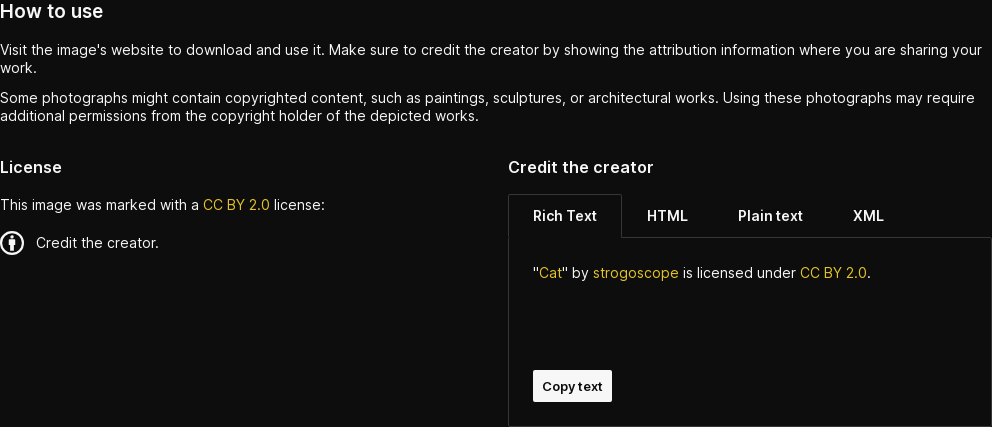 How to use
Visit the image's website to download and use it. Make sure to credit the creator by showing the attribution information where you are sharing your
work.
Some photographs might contain copyrighted content, such as paintings, sculptures, or architectural works. Using these photographs may require
additional permissions from the copyright holder of the depicted works.
License
This image was marked with a CC BY 2.0 license:
Credit the creator.
Credit the creator
Rich Text HTML Plain text XML
"Cat" by strogoscope is licensed under CC BY 2.0.
Copy text